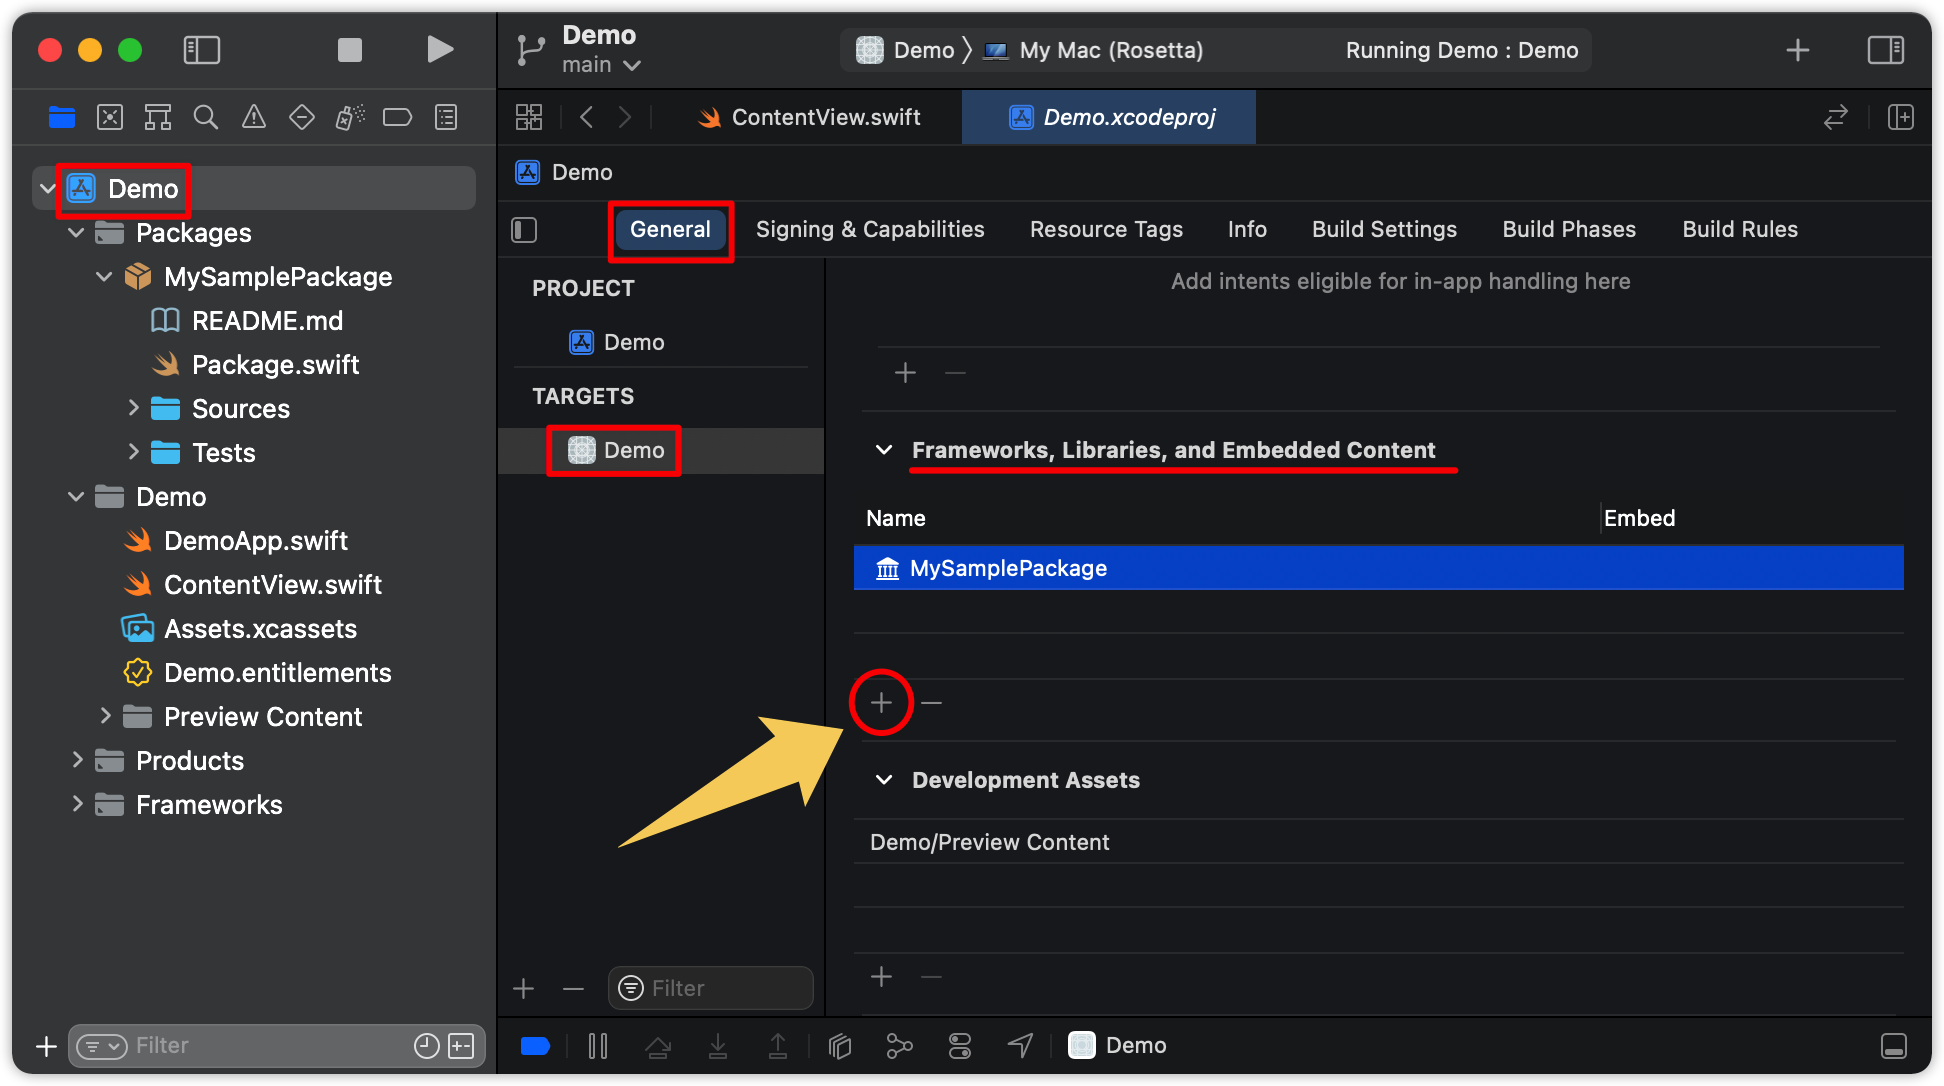 Demo
main
Demo
My Mac (Rosetta)
Running Demo : Demo
ContentView.swift
Demo.xcodeproj
Demo
Packages
MySamplePackage
README.md
Package.swift
Sources
Tests
Demo
DemoApp.swift
ContentView.swift
Assets.xcassets
Demo.entitlements
Preview Content
Products
Frameworks
Filter
Demo
General
Signing & Capabilities
Resource Tags
Info
Build Settings
Build Phases
Build Rules
PROJECT
Demo
TARGETS
Demo
Filter
Add intents eligible for in-app handling here
Frameworks, Libraries, and Embedded Content
Name
Embed
MySamplePackage
Development Assets
Demo/Preview Content
Demo